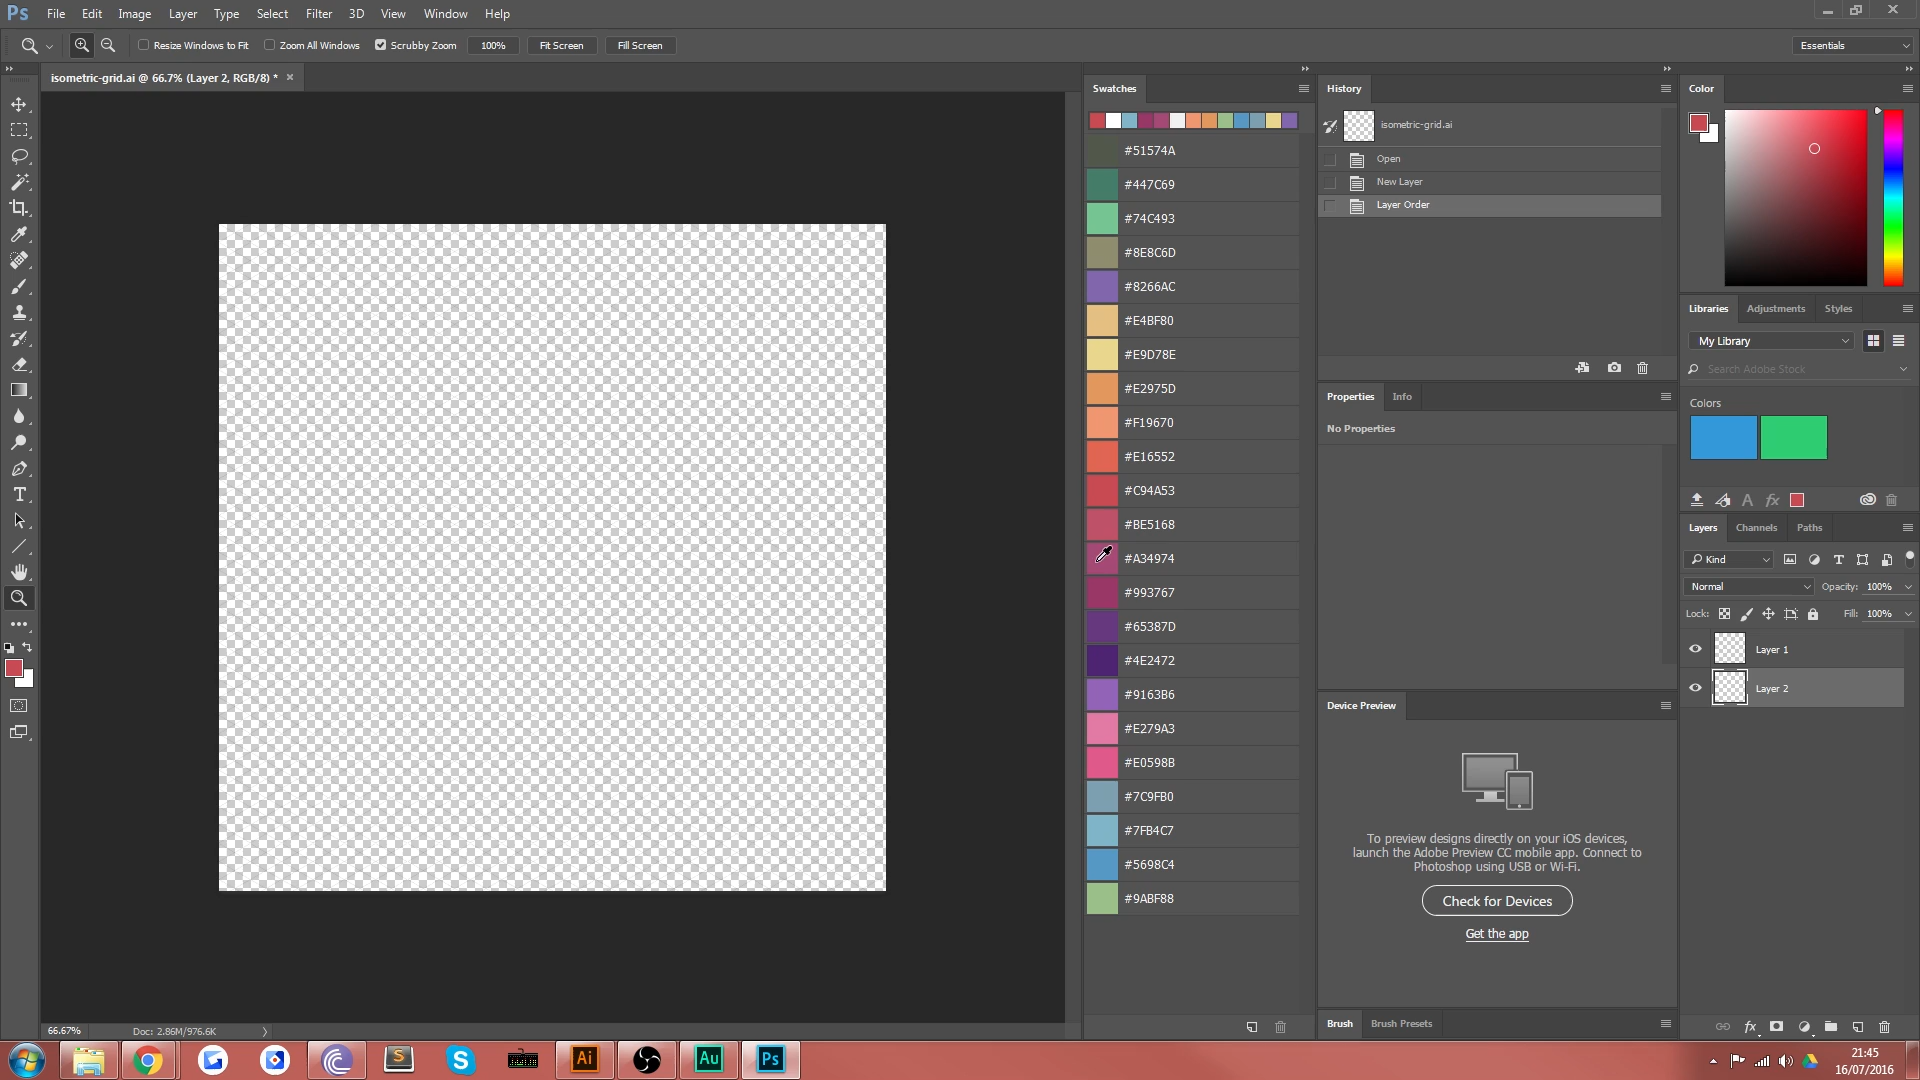 Ps File Edit Image Layer Type Select Filter 3D View Window Help
Resize Windows to Fit Zoom All Windows Scrubby Zoom 100% Fit Screen Fill Screen Essentials
isometric-grid.ai @ 66.7% (Layer 2, RGB/8) *
Swatches
#51574A
#447C69
#74C493
#8E8C6D
#8266AC
#E4BF80
#E9D78E
#E2975D
#F19670
#E16552
#C94A53
#BE5168
#A34974
#993767
#65387D
#4E2472
#9163B6
#E279A3
#E0598B
#7C9FB0
#7FB4C7
#5698C4
#9ABF88
History
isometric-grid.ai
Open
New Layer
Layer Order
Properties Info
No Properties
Device Preview
To preview designs directly on your iOS devices,
launch the Adobe Preview CC mobile app. Connect to
Photoshop using USB or Wi-Fi.
Check for Devices
Get the app
Brush Brush Presets
Color
Libraries Adjustments Styles
My Library
Search Adobe Stock
Colors
A fx
Layers Channels Paths
Kind T
Normal Opacity: 100%
Lock: Fill: 100%
Layer 1
Layer 2
fx
T
66.67% Doc: 2.86M/976.6K
S S Ai Au Ps
21:45
16/07/2016